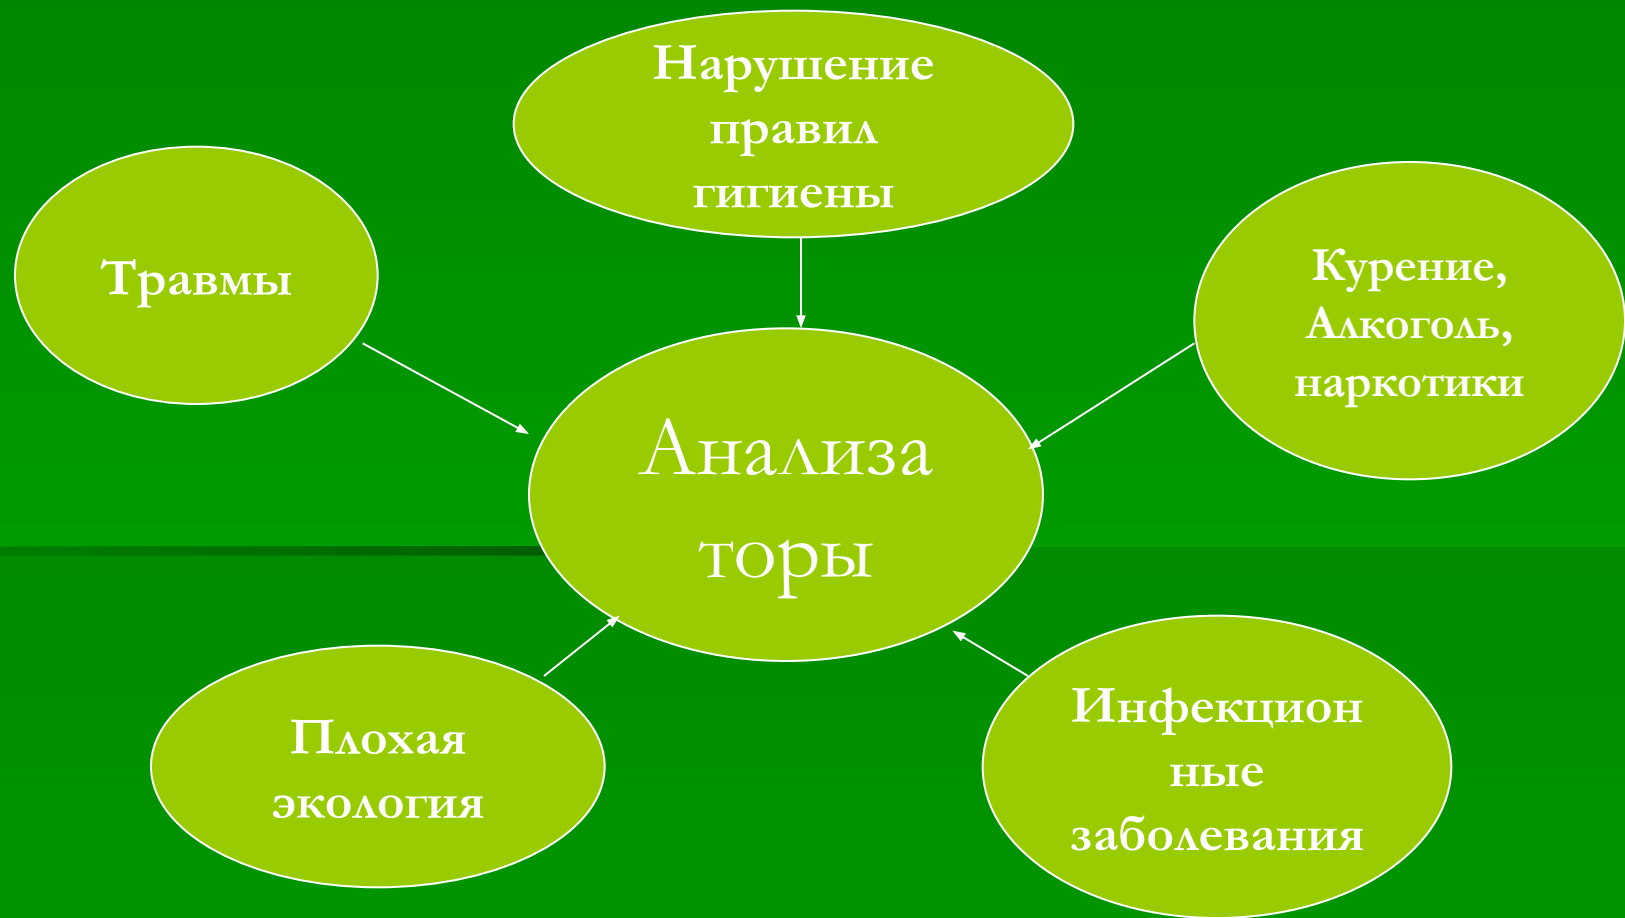 Нарушение
правил
гигиены
Травмы
Курение,
Алкоголь,
наркотики
Анализа
торы
Плохая
экология
Инфекцион
ные
заболевания